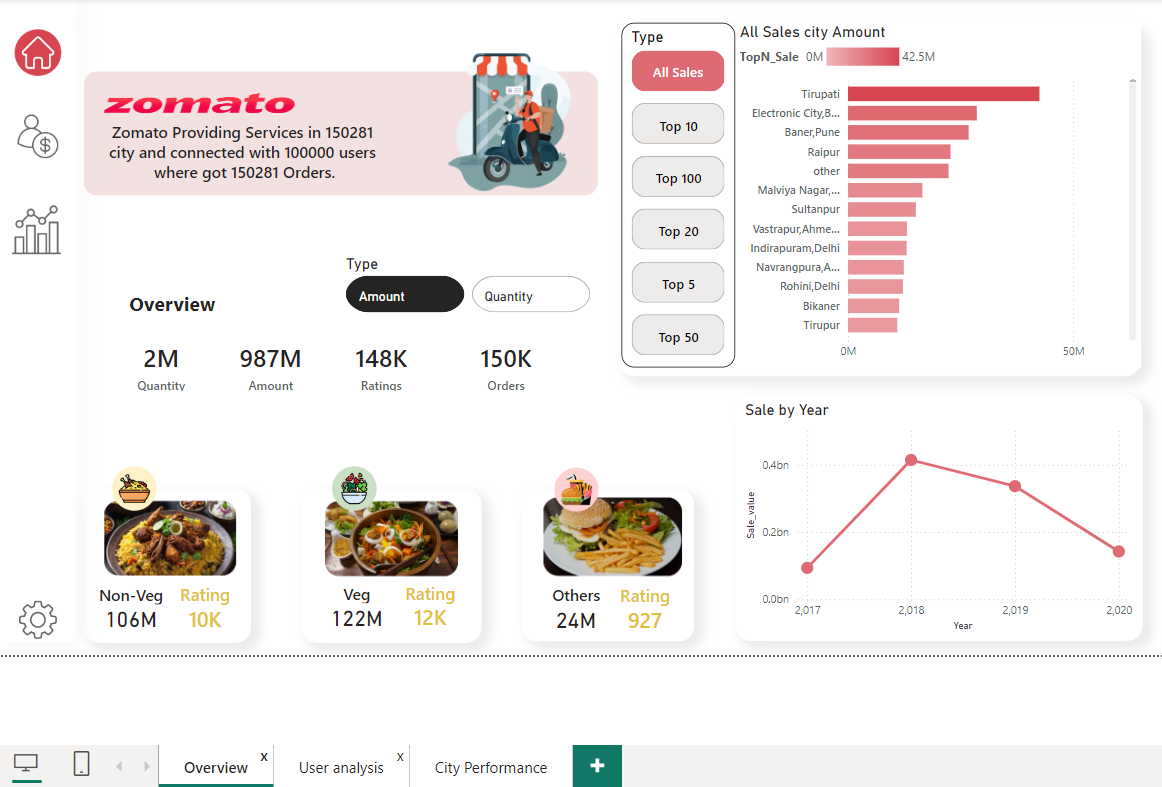 zomato
Zomato Providing Services in 150281
city and connected with 100000 users
where got 150281 Orders.
Type
Amount
Quantity
Overview
2M
Quantity
987M
Amount
148K
Ratings
150K
Orders
Non-Veg
106M
Rating
10K
Veg
122M
Rating
12K
Others
24M
Rating
927
Type
All Sales
Top 10
Top 100
Top 20
Top 5
Top 50
All Sales city Amount
TopN_Sale 0M 42.5M
Tirupati
Electronic City,B...
Baner,Pune
Raipur
other
Malviya Nagar,...
Sultanpur
Vastrapur,Ahme...
Indirapuram,Delhi
Navrangpura,A...
Rohini,Delhi
Bikaner
Tirupur
0M 50M
Sale by Year
Sale_value
0.4bn
0.2bn
0.0bn
2,017 2,018 2,019 2,020
Year
Overview x
User analysis x
City Performance
+